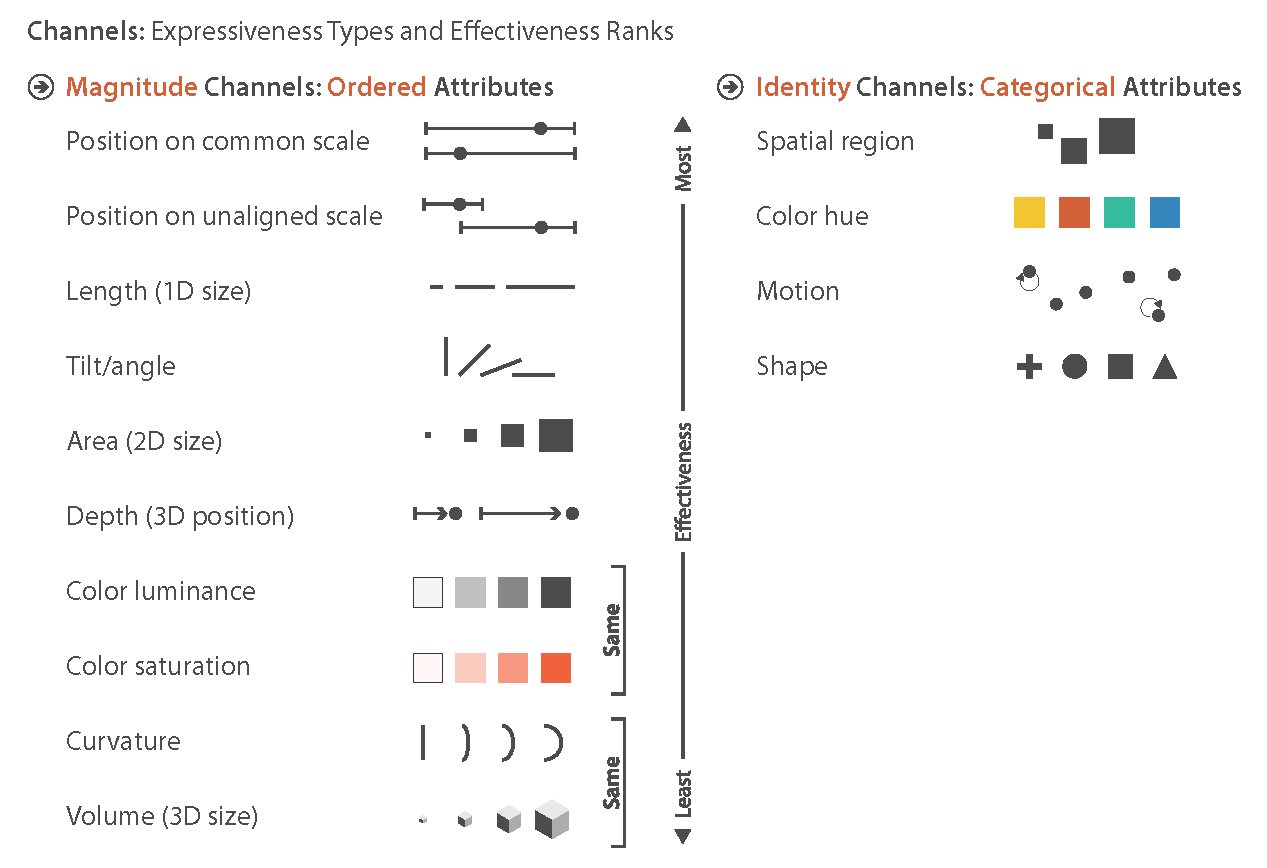 Channels: Expressiveness Types and Effectiveness Ranks
Magnitude Channels: Ordered Attributes
Position on common scale
Position on unaligned scale
Length (1D size)
Tilt/angle
Area (2D size)
Depth (3D position)
Color luminance
Color saturation
Curvature
Volume (3D size)
Same
Same
Most
Effectiveness
Least
Identity Channels: Categorical Attributes
Spatial region
Color hue
Motion
Shape